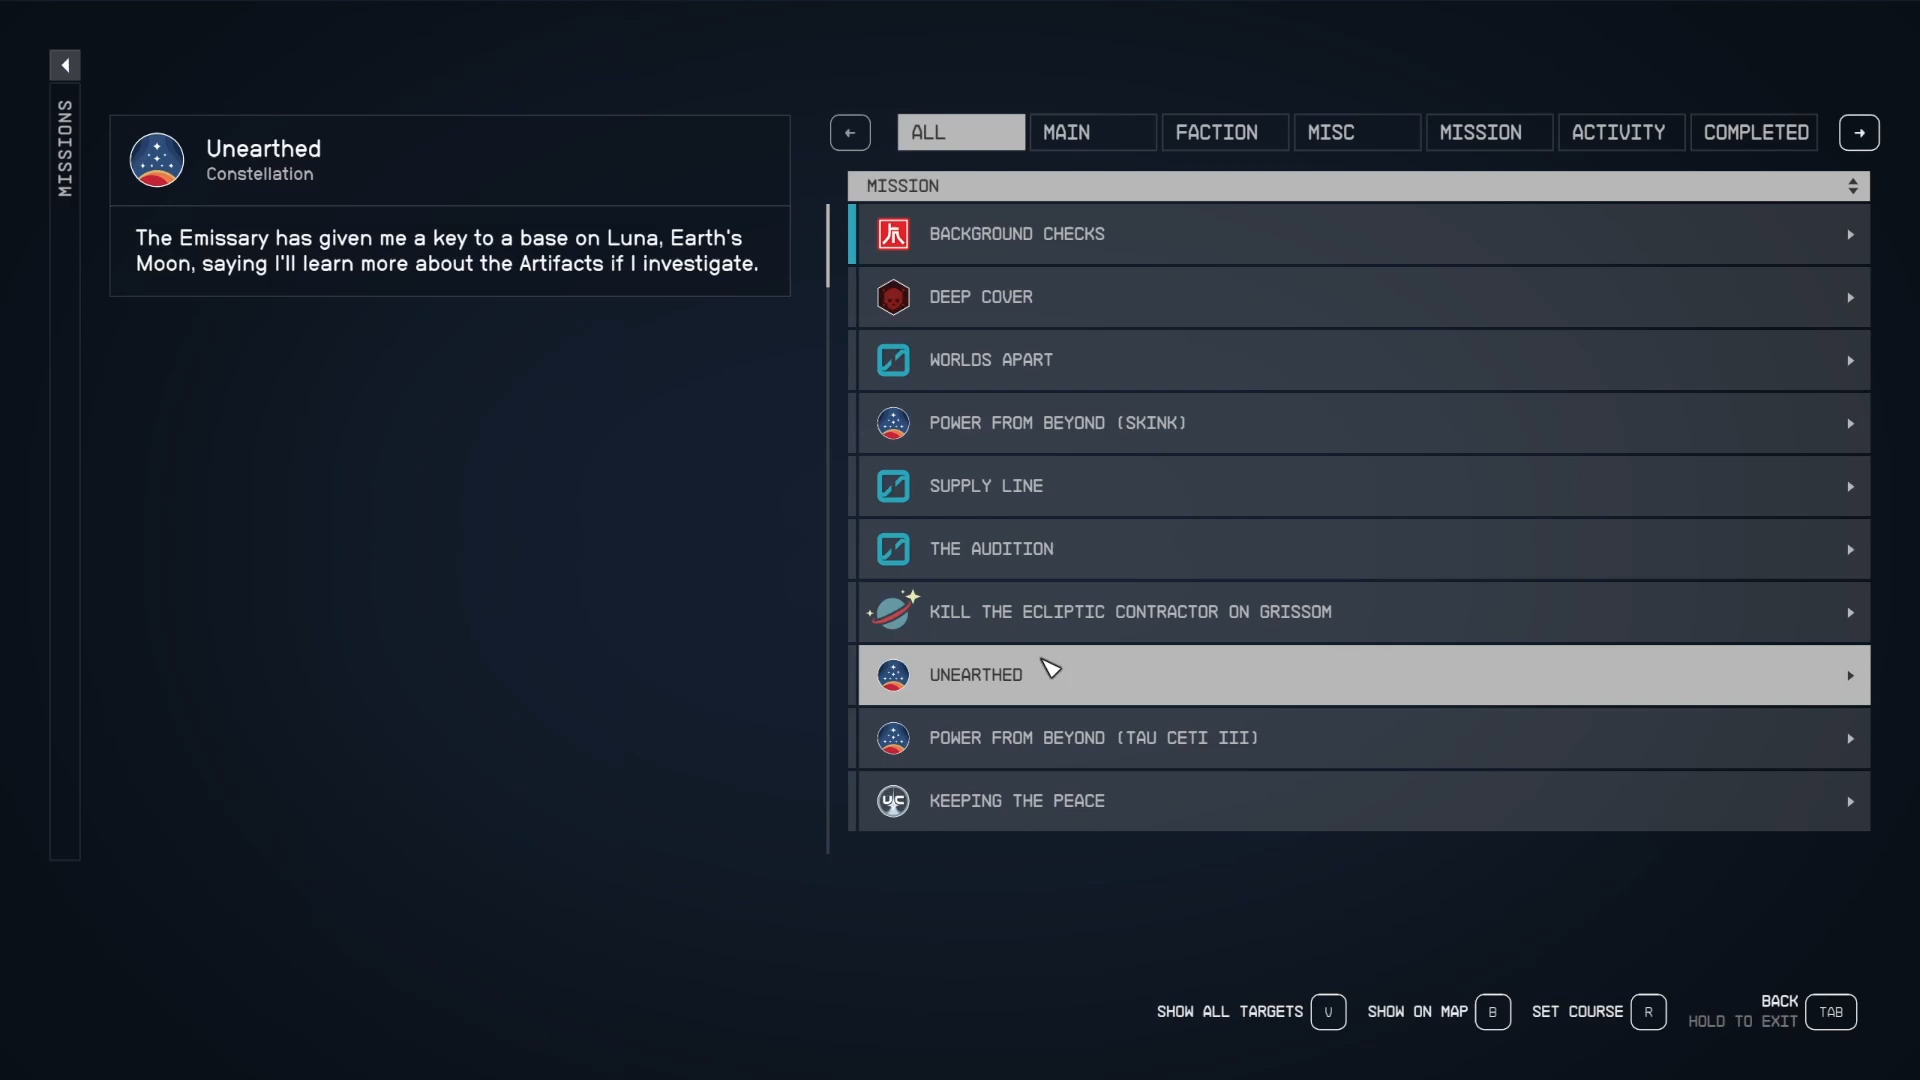 MISSIONS
Unearthed
Constellation
The Emissary has given me a key to a base on Luna, Earth's
Moon, saying I'll learn more about the Artifacts if I investigate.
ALL MAIN FACTION MISC MISSION ACTIVITY COMPLETED
MISSION
BACKGROUND CHECKS
DEEP COVER
WORLDS APART
POWER FROM BEYOND (SKINK)
SUPPLY LINE
THE AUDITION
KILL THE ECLIPTIC CONTRACTOR ON GRISSOM
UNEARTHED
POWER FROM BEYOND (TAU CETI III)
UC
KEEPING THE PEACE
SHOW ALL TARGETS V SHOW ON MAP B SET COURSE R BACK TAB
HOLD TO EXIT